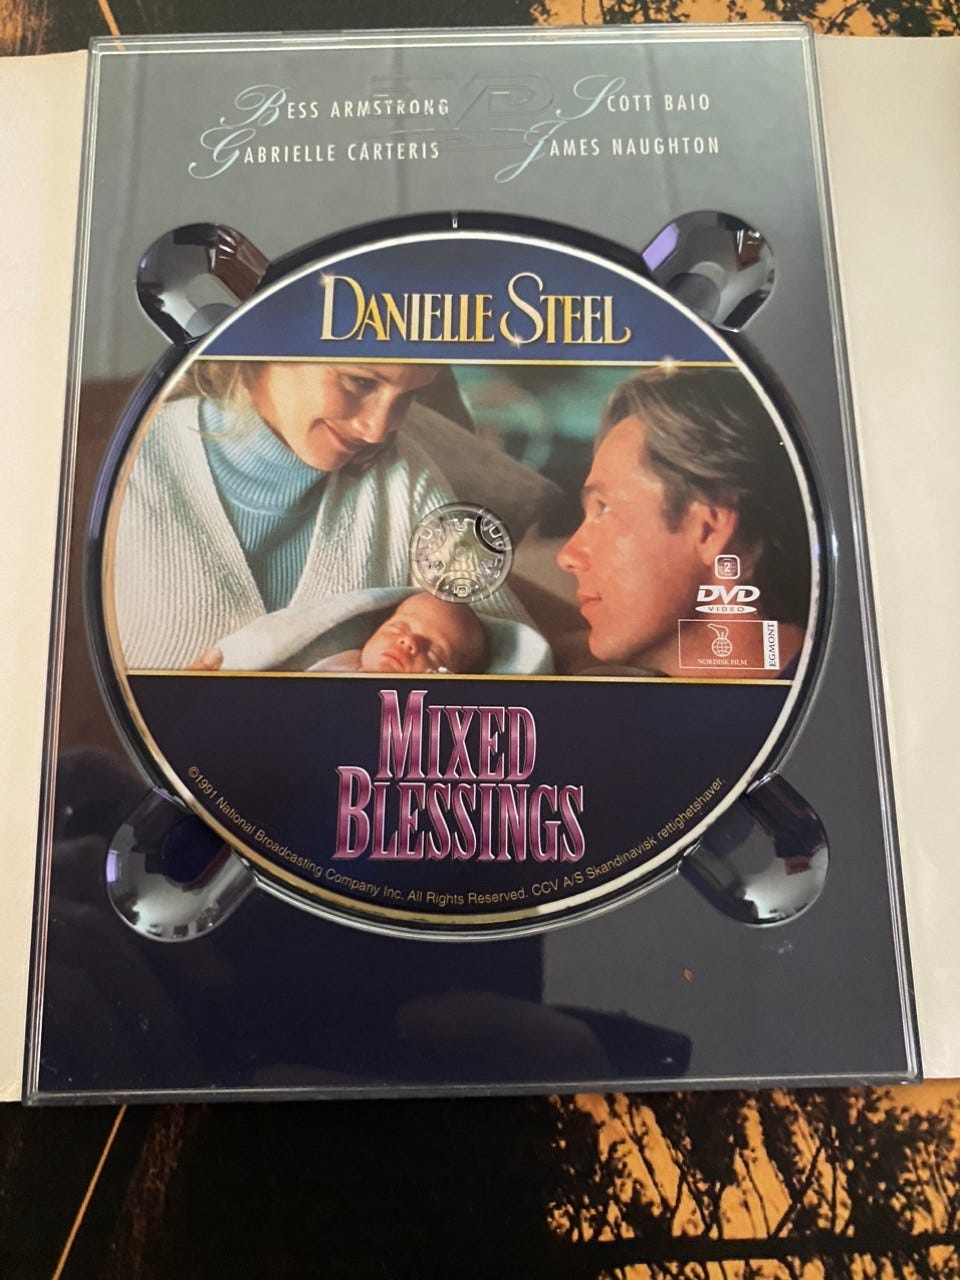 BESS ARMSTRONG
SCOTT BAIO
GABRIELLE CARTERIS
JAMES NAUGHTON
DANIELLE STEEL
2
DVD
VIDEO
NORDISK FILM
EGMONT
MIXED
BLESSINGS
©1991 National Broadcasting Company Inc. All Rights Reserved. CCV A/S Skandinavisk rettighetshaver.